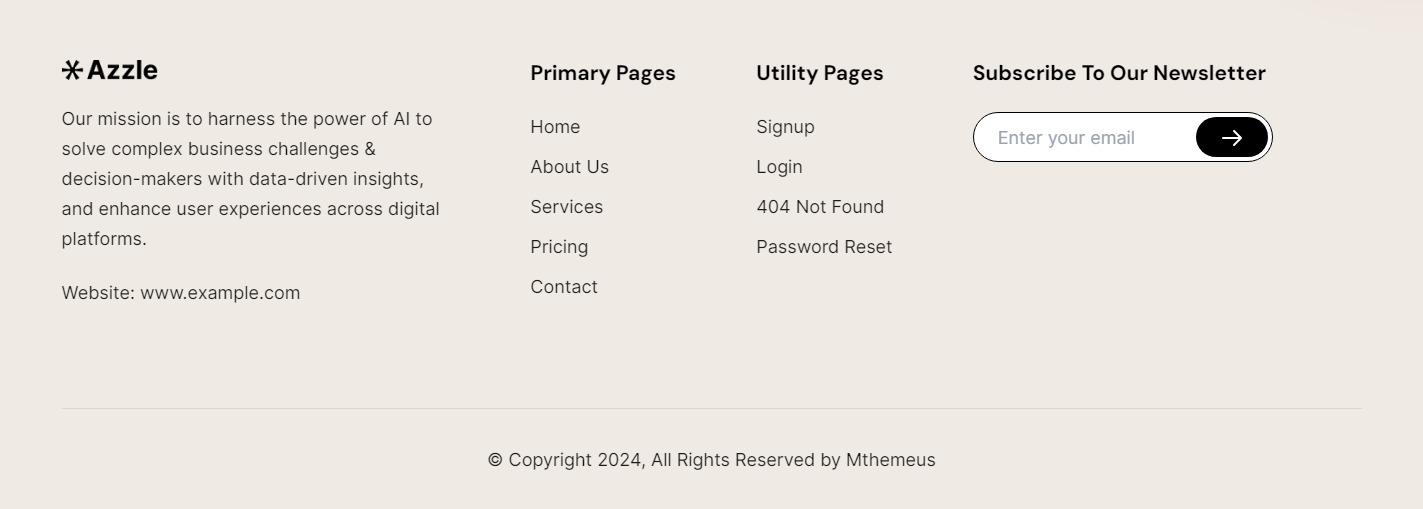 Azzle
Our mission is to harness the power of AI to
solve complex business challenges &
decision-makers with data-driven insights,
and enhance user experiences across digital
platforms.
Website: www.example.com
Primary Pages
Home
About Us
Services
Pricing
Contact
Utility Pages
Signup
Login
404 Not Found
Password Reset
Subscribe To Our Newsletter
Enter your email
© Copyright 2024, All Rights Reserved by Mthemeus